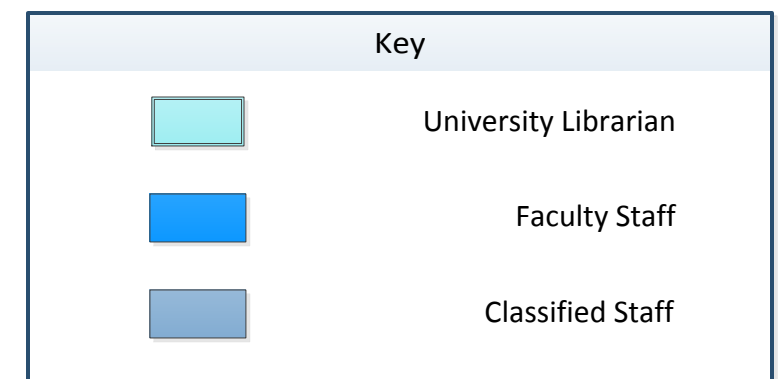 Key
University Librarian
Faculty Staff
Classified Staff